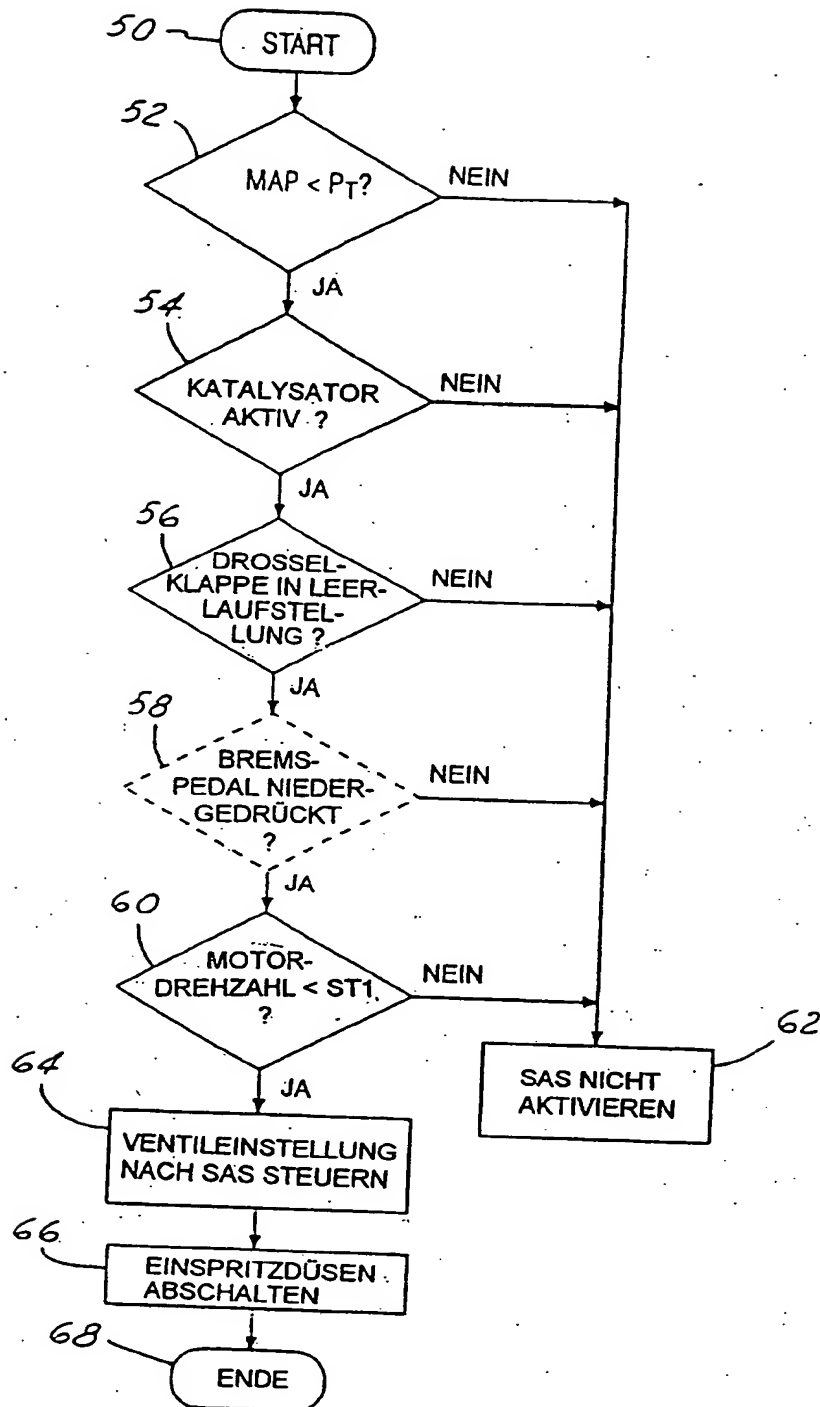 50
START
52
MAP < PT?
NEIN
JA
54
KATALYSATOR
AKTIV ?
NEIN
JA
56
DROSSEL-
KLAPPE IN LEER-
LAUFSTEL-
LUNG ?
NEIN
JA
58
BREMS-
PEDAL NIEDER-
GEDRÜCKT
?
NEIN
JA
60
MOTOR-
DREHZAHL < ST1
?
NEIN
JA
62
SAS NICHT
AKTIVIEREN
64
VENTILEINSTELLUNG
NACH SAS STEUERN
66
EINSPRITZDÜSEN
ABSCHALTEN
68
ENDE